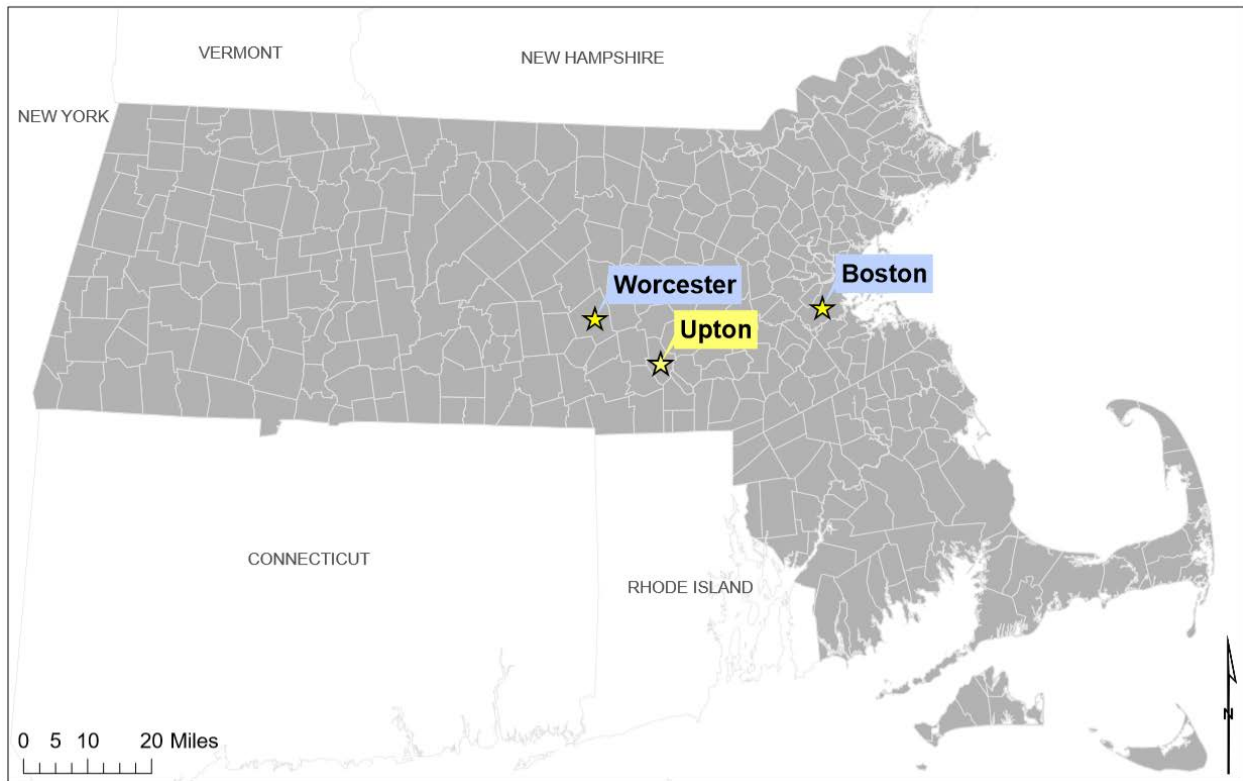 VERMONT
NEW HAMPSHIRE
NEW YORK
Boston
Worcester
Upton
CONNECTICUT
RHODE ISLAND
N
0 5 10 20 Miles